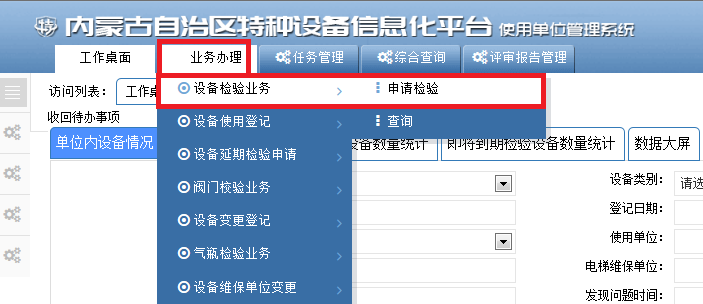 特 内蒙古自治区特种设备信息化平台 使用单位管理系统
工作桌面 业务办理 任务管理 综合查询 评审报告管理
访问列表： 工作桌
设备检验业务 申请检验
收回待办事项
设备使用登记 查询
单位内设备情况 设备延期检验申请 设备数量统计 即将到期检验设备数量统计 数据大屏
阀门校验业务 设备类别： 请选
设备变更登记 登记日期：
气瓶检验业务 使用单位：
电梯维保单位：
设备维保单位变更 发现问题时间：